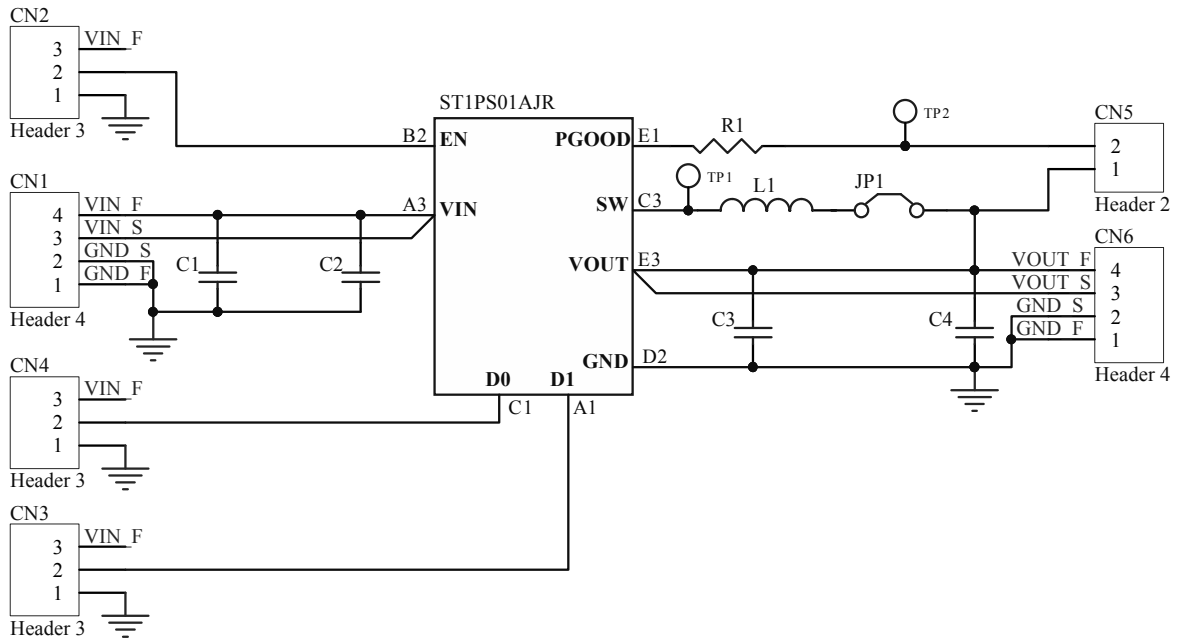 CN2
3 VIN_F
2
1
Header 3
ST1PS01AJR
B2 EN
PGOOD E1
R1
TP2
CN5
2
1
Header 2
CN1
4 VIN_F
3 VIN_S
2 GND_S
1 GND_F
Header 4
A3 VIN
C1
C2
SW C3
TP1
L1
JP1
VOUT E3
C3
C4
GND D2
CN6
VOUT_F 4
VOUT_S 3
GND_S 2
GND_F 1
Header 4
D0 D1
C1 A1
CN4
3 VIN_F
2
1
Header 3
CN3
3 VIN_F
2
1
Header 3